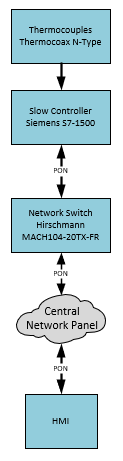 Thermocouples
Thermocoax N-Type
Slow Controller
Siemens S7-1500
PON
Network Switch
Hirschmann
MACH104-20TX-FR
PON
Central
Network Panel
PON
HMI